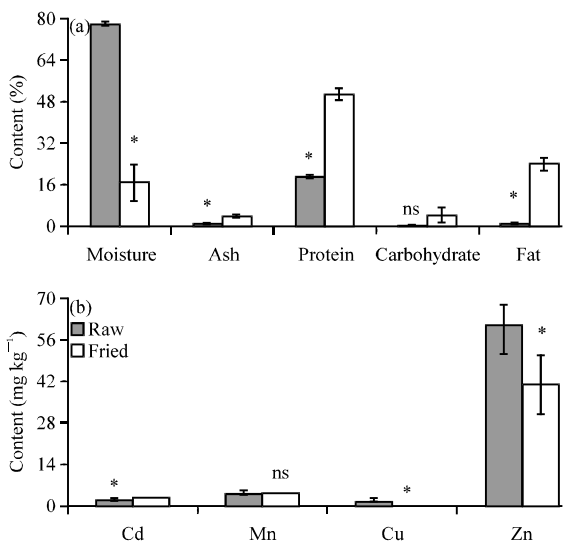 (a)
Content (%)
80
64
48
32
16
0
*
*
*
ns
*
Moisture Ash Protein Carbohydrate Fat
(b)
Raw
Fried
Content (mg kg⁻¹)
70
56
42
28
14
0
*
ns
*
*
Cd Mn Cu Zn